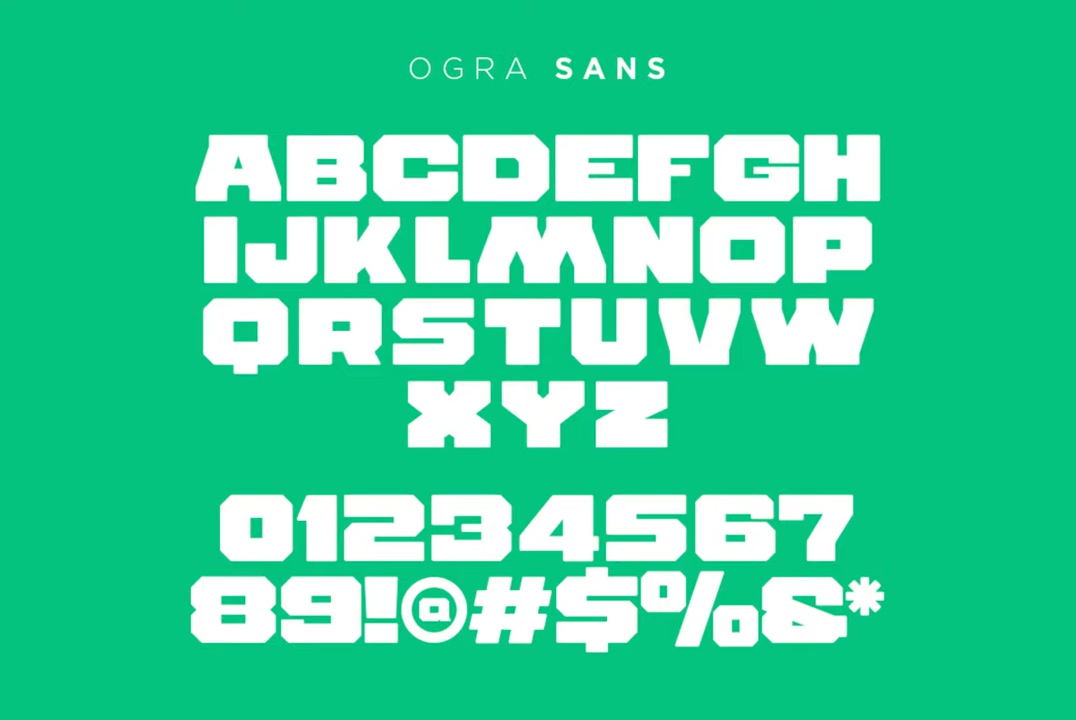 OGRA SANS
ABCDEFGH
IJKLMNOP
QRSTUVW
XYZ
01234567
89!@#$%&*